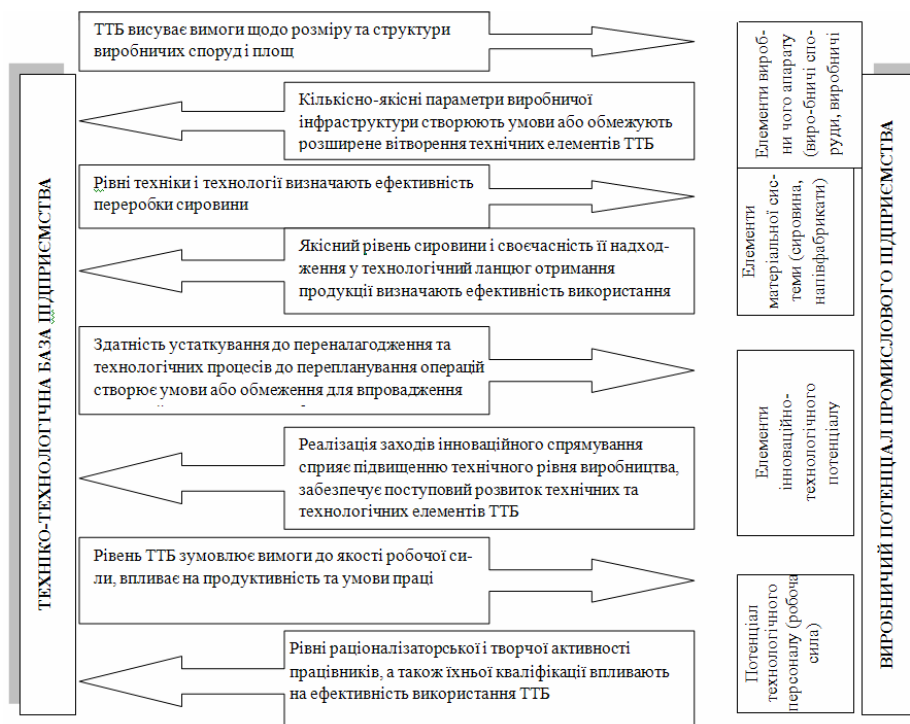 ТТБ висуває вимоги щодо розміру та структури
виробничих споруд і площ
Кількісно-якісні параметри виробничої
інфраструктури створюють умови або обмежують
розширене вітворення технічних елементів ТТБ
Рівні техніки і технології визначають ефективність
переробки сировини
Якісний рівень сировини і своєчасність її надход-
ження у технологічний ланцюг отримання
продукції визначають ефективність використання
Здатність устаткування до переналагодження та
технологічних процесів до перепланування операцій
створює умови або обмеження для впровадження
Реалізація заходів інноваційного спрямування
сприяє підвищенню технічного рівня виробництва,
забезпечує поступовий розвиток технічних та
технологічних елементів ТТБ
Рівень ТТБ зумовлює вимоги до якості робочої си-
ли, впливає на продуктивність та умови праці
Рівні раціоналізаторської і творчої активності
працівників, а також їхньої кваліфікації впливають
на ефективність використання ТТБ
ТЕХНІКО-ТЕХНОЛОГІЧНА БАЗА ПІДПРИЄМСТВА
Елементи вироб-
ни чого апарату
(виро-бничі спо-
руди, виробничі
Елементи
матеріальної сис-
теми (сировина,
напівфабрикати)
Елементи
інноваційно-
технологічного
потенціалу
Потенціал
технологічного
персоналу (робоча
сила)
ВИРОБНИЧИЙ ПОТЕНЦІАЛ ПРОМИСЛОВОГО ПІДПРИЄМСТВА